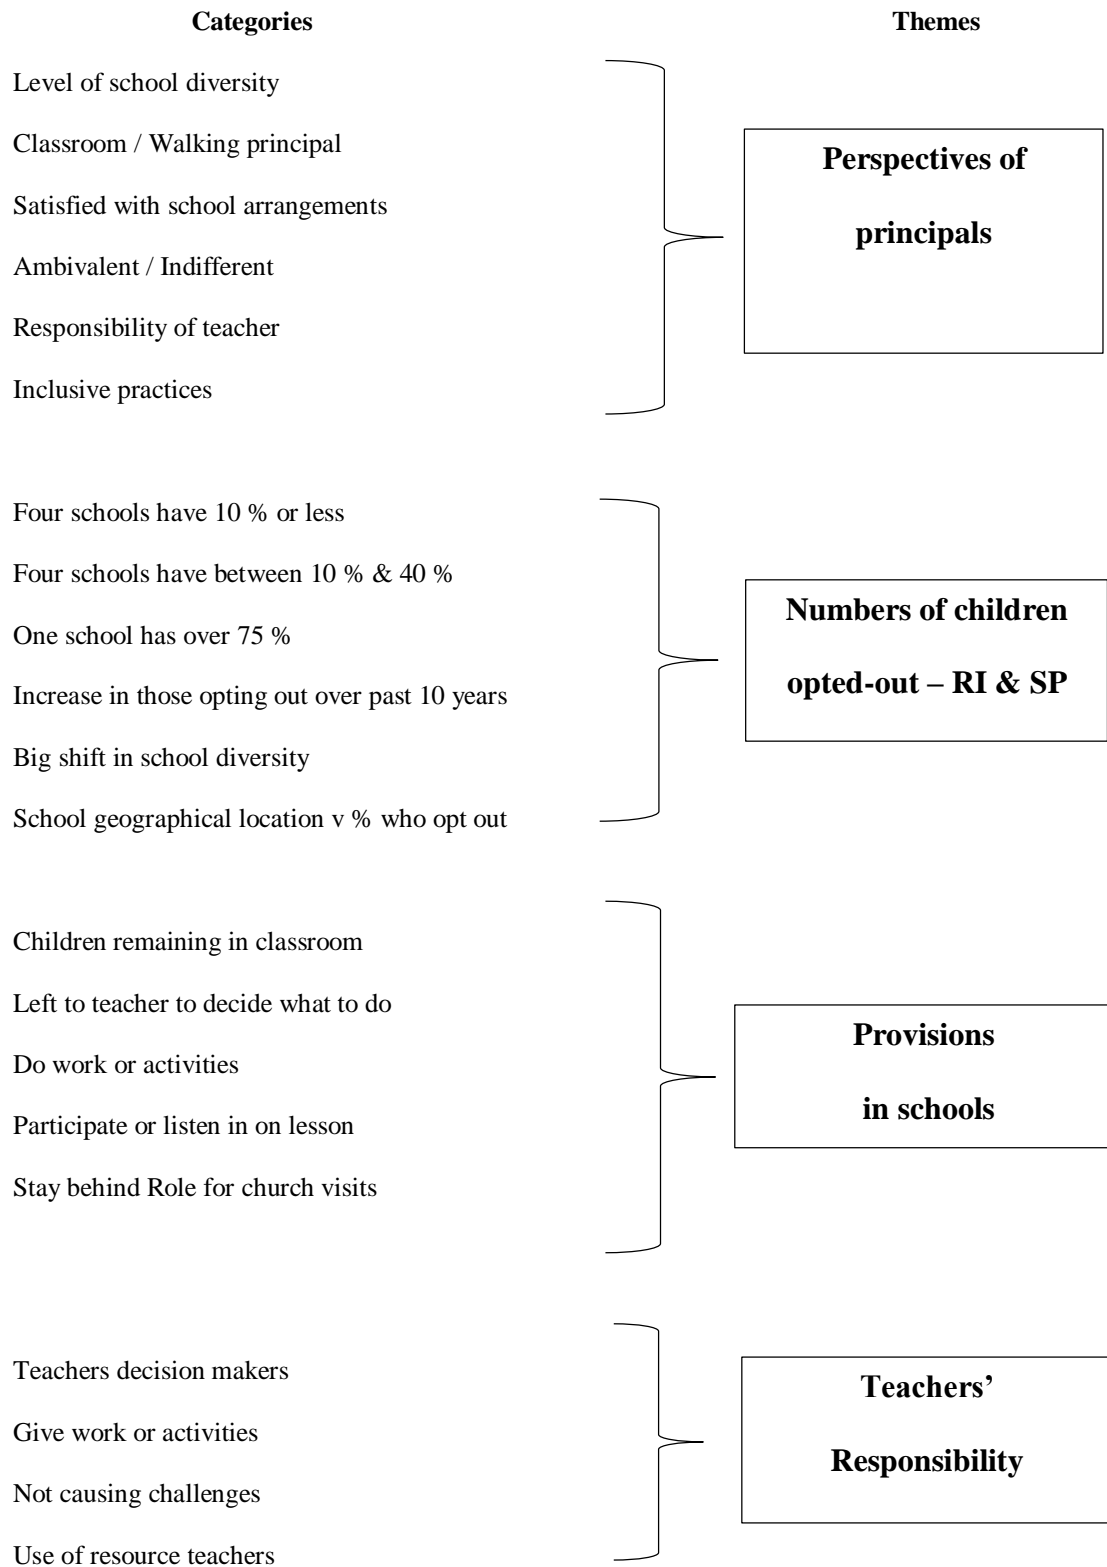 Categories
Themes
Level of school diversity
Classroom / Walking principal
Satisfied with school arrangements
Ambivalent / Indifferent
Responsibility of teacher
Inclusive practices
Perspectives of
principals
Four schools have 10 % or less
Four schools have between 10 % & 40 %
One school has over 75 %
Increase in those opting out over past 10 years
Big shift in school diversity
School geographical location v % who opt out
Numbers of children
opted-out – RI & SP
Children remaining in classroom
Left to teacher to decide what to do
Do work or activities
Participate or listen in on lesson
Stay behind Role for church visits
Provisions
in schools
Teachers decision makers
Give work or activities
Not causing challenges
Use of resource teachers
Teachers’
Responsibility